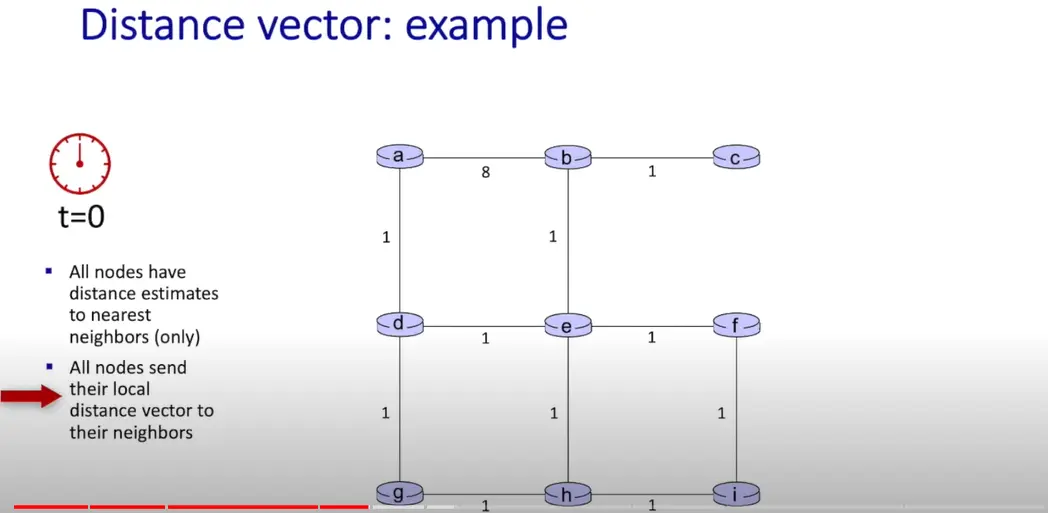 Distance vector: example
t=0
▪ All nodes have
distance estimates
to nearest
neighbors (only)
▪ All nodes send
their local
distance vector to
their neighbors
a b c
8 1
1 1
d e f
1 1
1 1 1
g h i
1 1